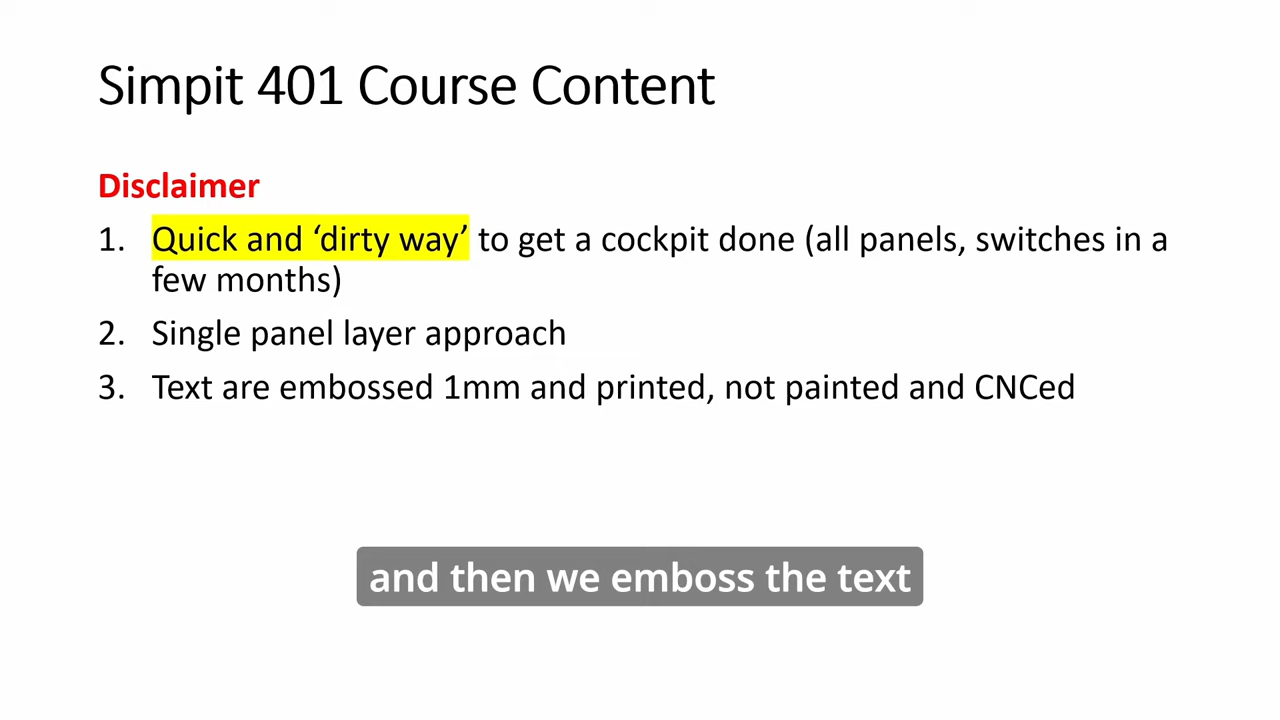 Simpit 401 Course Content
Disclaimer
1. Quick and ‘dirty way’ to get a cockpit done (all panels, switches in a
few months)
2. Single panel layer approach
3. Text are embossed 1mm and printed, not painted and CNCed
and then we emboss the text